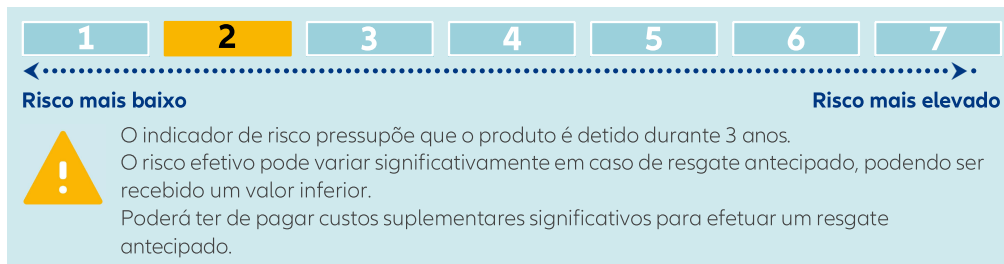 1 2 3 4 5 6 7
Risco mais baixo Risco mais elevado
O indicador de risco pressupõe que o produto é detido durante 3 anos.
O risco efetivo pode variar significativamente em caso de resgate antecipado, podendo ser
recebido um valor inferior.
Poderá ter de pagar custos suplementares significativos para efetuar um resgate
antecipado.